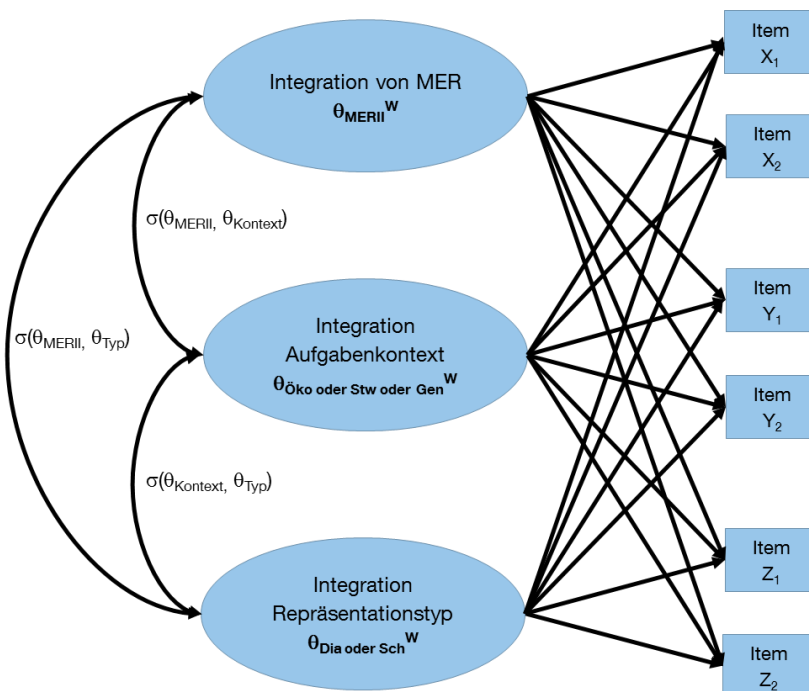 Integration von MER
θMERIIW
Integration
Aufgabenkontext
θÖko oder Stw oder GenW
Integration
Repräsentationstyp
θDia oder SchW
σ(θMERII, θKontext)
σ(θMERII, θTyp)
σ(θKontext, θTyp)
Item
X1
Item
X2
Item
Y1
Item
Y2
Item
Z1
Item
Z2